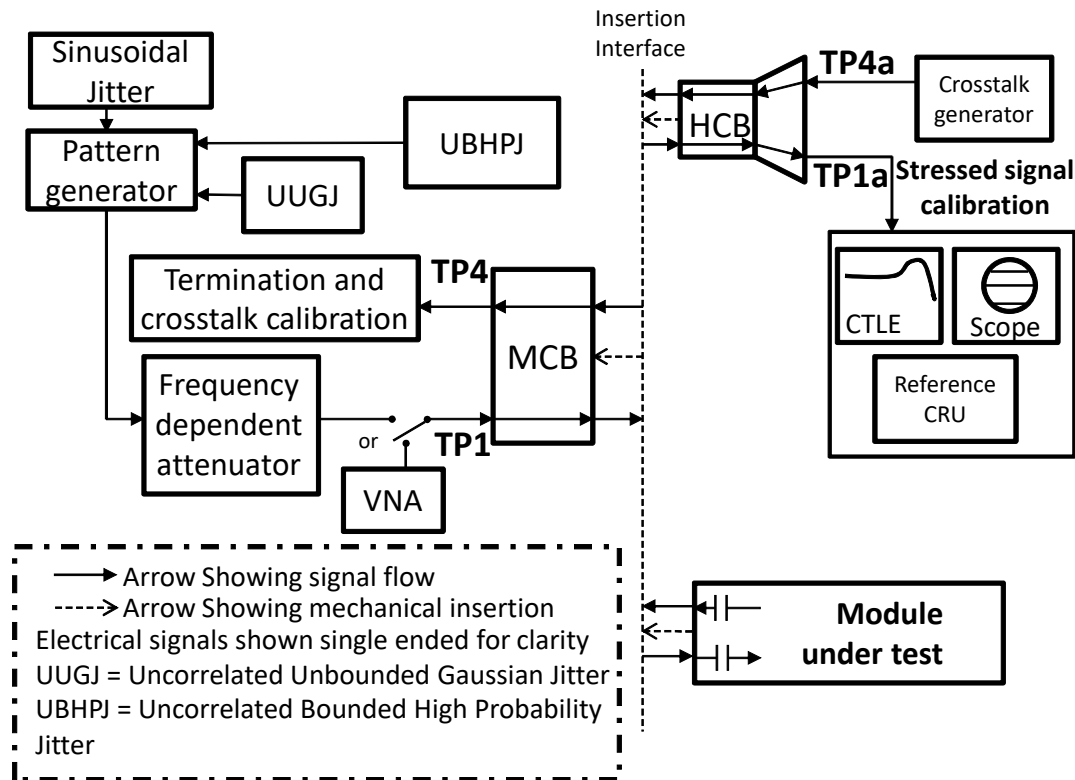 Insertion
Interface
Sinusoidal
Jitter
TP4a
Crosstalk
generator
UBHPJ
HCB
Pattern
generator
UUGJ
TP1a
Stressed signal
calibration
TP4
Termination and
crosstalk calibration
CTLE
Scope
MCB
Reference
CRU
Frequency
dependent
attenuator
or
TP1
VNA
Arrow Showing signal flow
Arrow Showing mechanical insertion
Electrical signals shown single ended for clarity
UUGJ = Uncorrelated Unbounded Gaussian Jitter
UBHPJ = Uncorrelated Bounded High Probability
Jitter
Module
under test